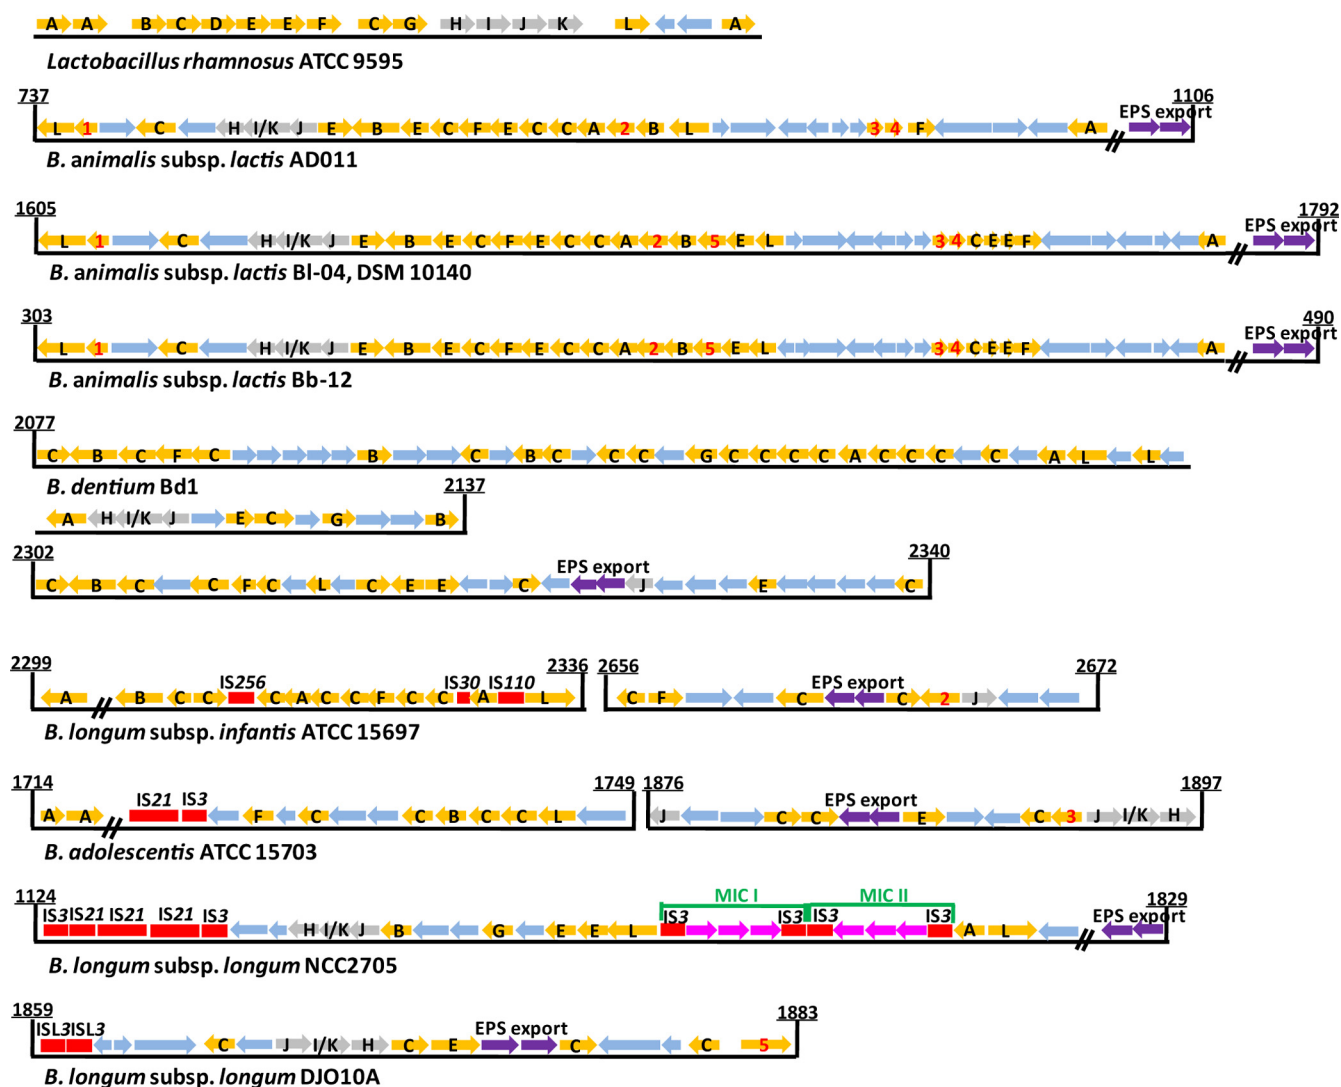 A A B C D E E F C G H I J K L A
Lactobacillus rhamnosus ATCC 9595
737 1106
EPS export
L 1 C H I/K J E B E C F E C C A 2 B L 3 4 F A
B. animalis subsp. lactis AD011
1605 1792
EPS export
L 1 C H I/K J E B E C F E C C A 2 B 5 E L 3 4 C E E F A
B. animalis subsp. lactis Bl-04, DSM 10140
303 490
EPS export
L 1 C H I/K J E B E C F E C C A 2 B 5 E L 3 4 C E E F A
B. animalis subsp. lactis Bb-12
2077
C B C F C B C B C C C G C C C C A C C C C A L L
B. dentium Bd1 2137
A H I/K J E C G B
2302 2340
EPS export
C B C C F C L C E E C J E C
2299 2336 2656 2672
IS256 IS30 IS110 EPS export
A B C C C A C C F C C A L C F C C 2 J
B. longum subsp. infantis ATCC 15697
1714 1749 1876 1897
IS21 IS3 EPS export
A A F C C B C C L J C C E C 3 J I/K H
B. adolescentis ATCC 15703
MIC I MIC II
1124 1829
IS3 IS21 IS21 IS21 IS3 IS3 IS3 IS3 IS3 EPS export
H I/K J B G E E L A L
B. longum subsp. longum NCC2705
1859 1883
ISL3 ISL3 EPS export
C J I/K H C E C C 5
B. longum subsp. longum DJO10A